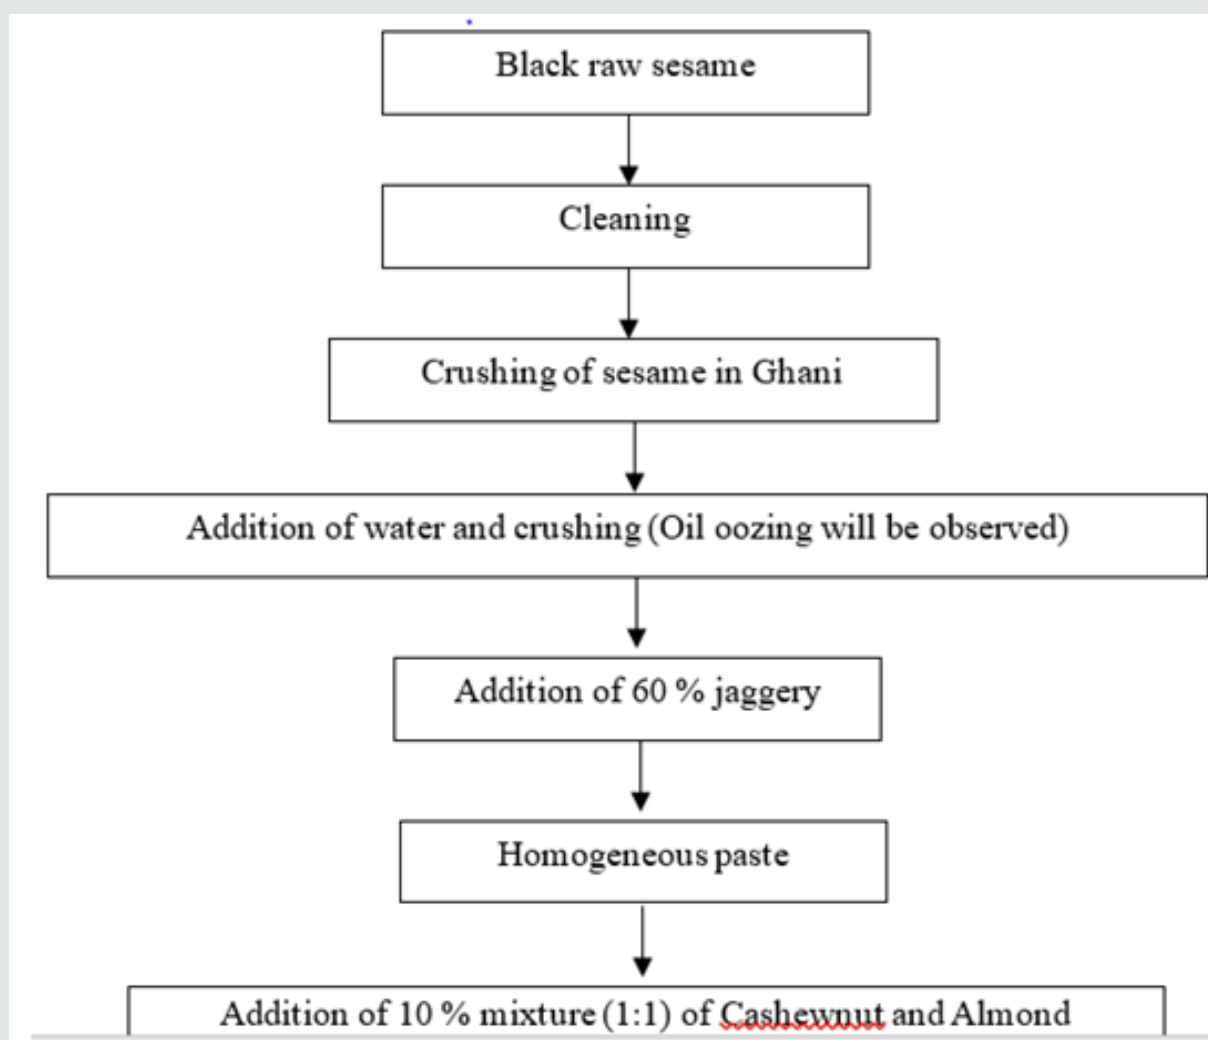 Black raw sesame
Cleaning
Crushing of sesame in Ghani
Addition of water and crushing (Oil oozing will be observed)
Addition of 60 % jaggery
Homogeneous paste
Addition of 10 % mixture (1:1) of Cashewnut and Almond